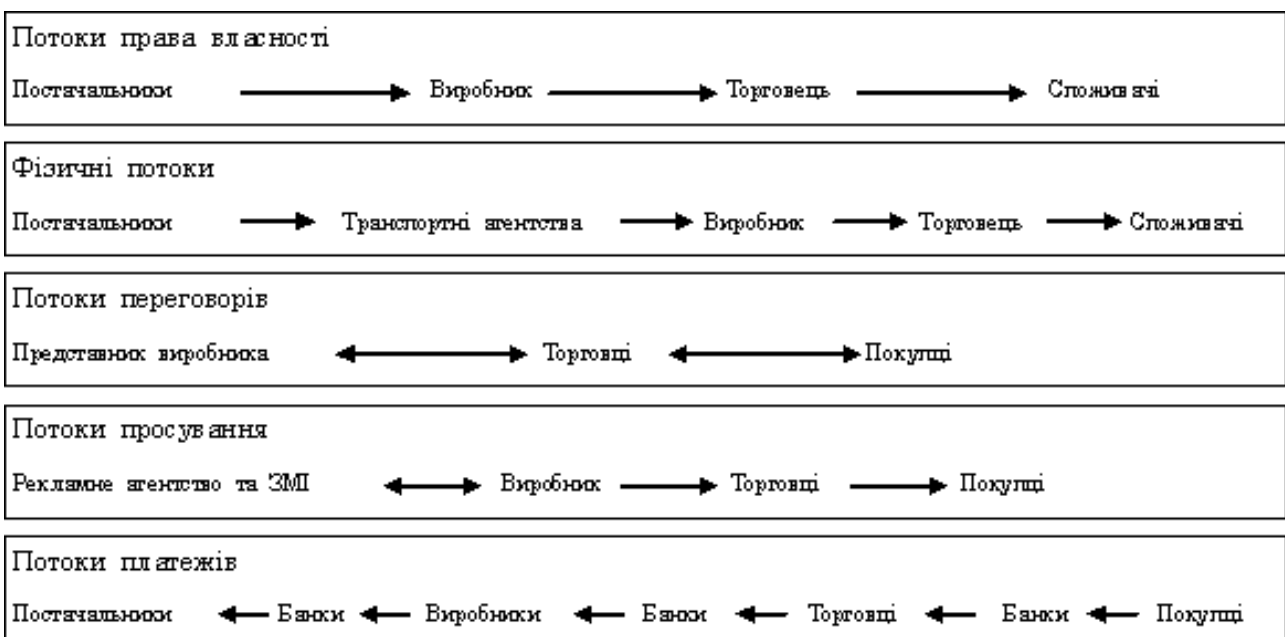 Потоки права власності
Постачальники Виробник Торговець Споживачі
Фізичні потоки
Постачальники Транспортні агентства Виробник Торговець Споживачі
Потоки переговорів
Представник виробника Торговці Покупці
Потоки просування
Рекламне агентство та ЗМІ Виробник Торговці Покупці
Потоки платежів
Постачальники Банки Виробники Банки Торговці Банки Покупці